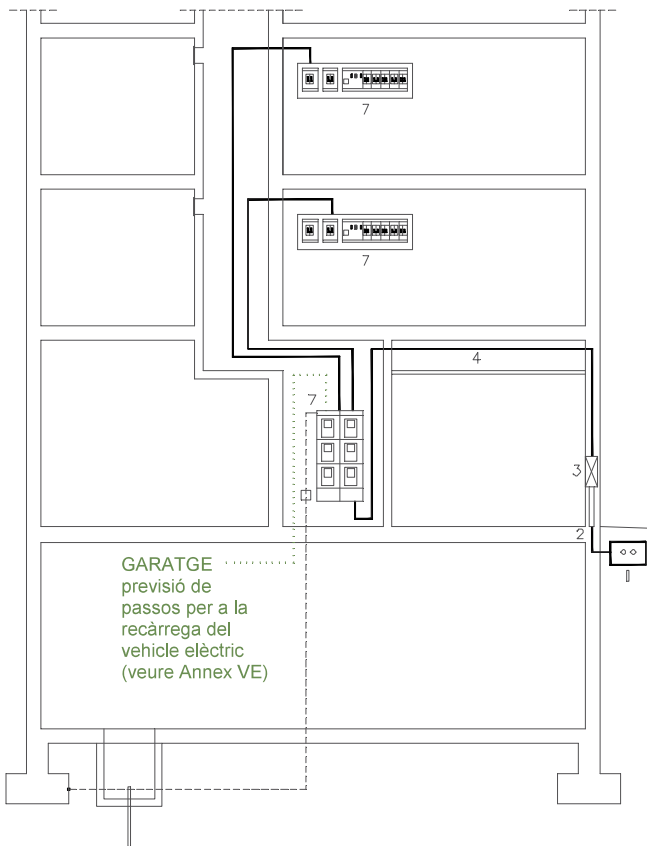 7
7
4
7
3
2
1
GARATGE
previsió de
passos per a la
recàrrega del
vehicle elèctric
(veure Annex VE)